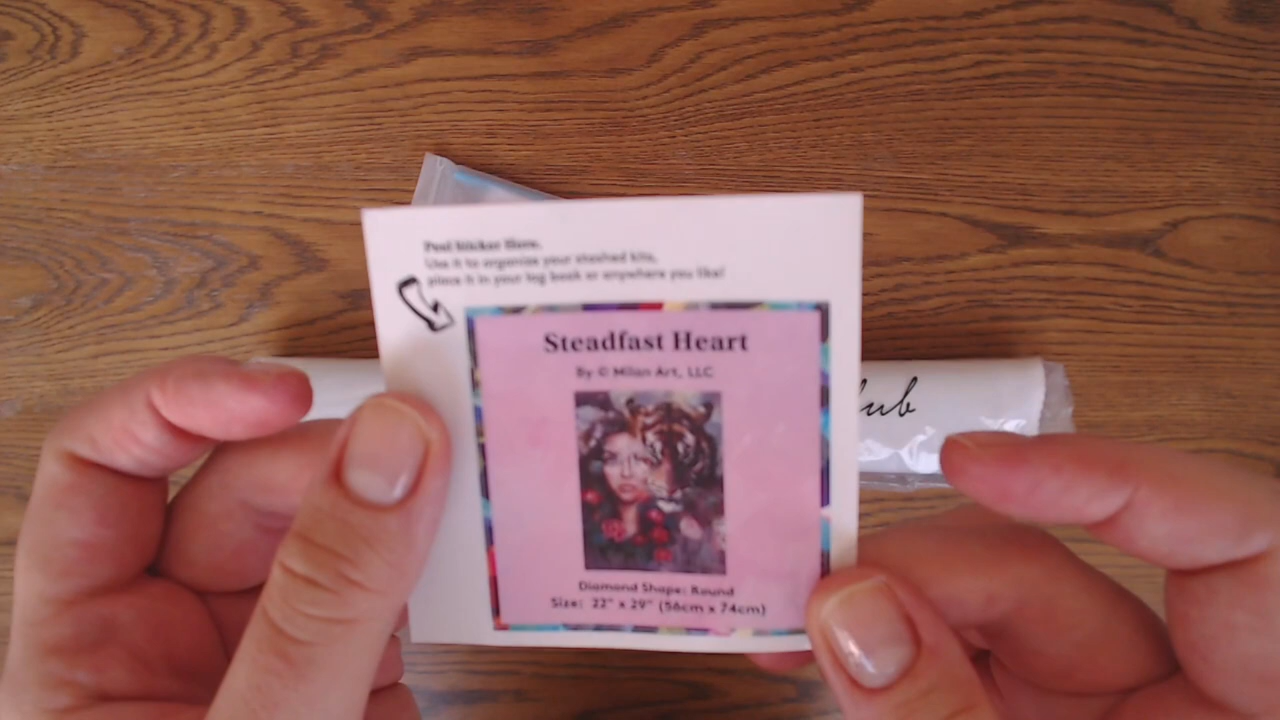 Peel Sticker Here.
Use it to organize your stashed kits,
place it in your log book or anywhere you like!
Steadfast Heart
By © Milan Art, LLC
Diamond Shape: Round
Size: 22" x 29" (56cm x 74cm)